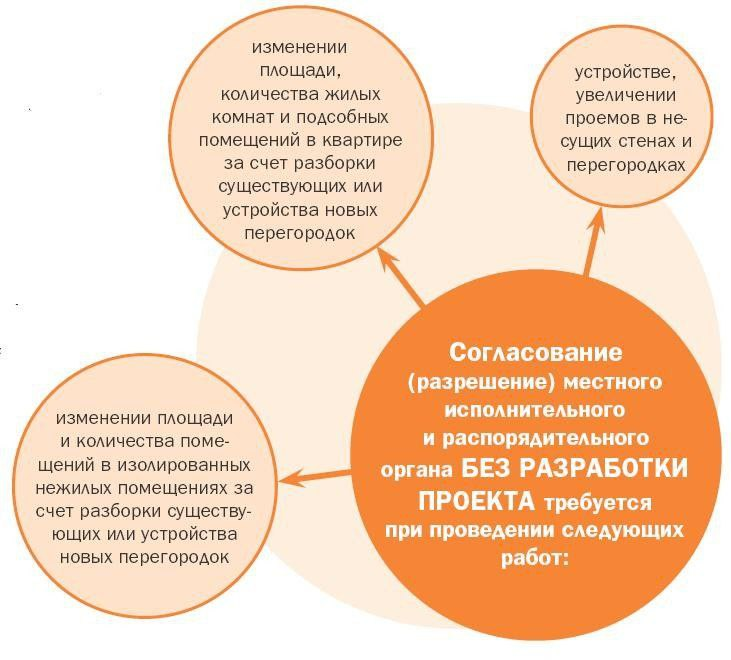 изменении
площади,
количества жилых
комнат и подсобных
помещений в квартире
за счет разборки
существующих или
устройства новых
перегородок
устройстве,
увеличении
проемов в не-
сущих стенах и
перегородках
Согласование
(разрешение) местного
исполнительного
и распорядительного
органа БЕЗ РАЗРАБОТКИ
ПРОЕКТА требуется
при проведении следующих
работ:
изменении площади
и количества поме-
щений в изолированных
нежилых помещениях за
счет разборки существу-
ющих или устройства
новых перегородок